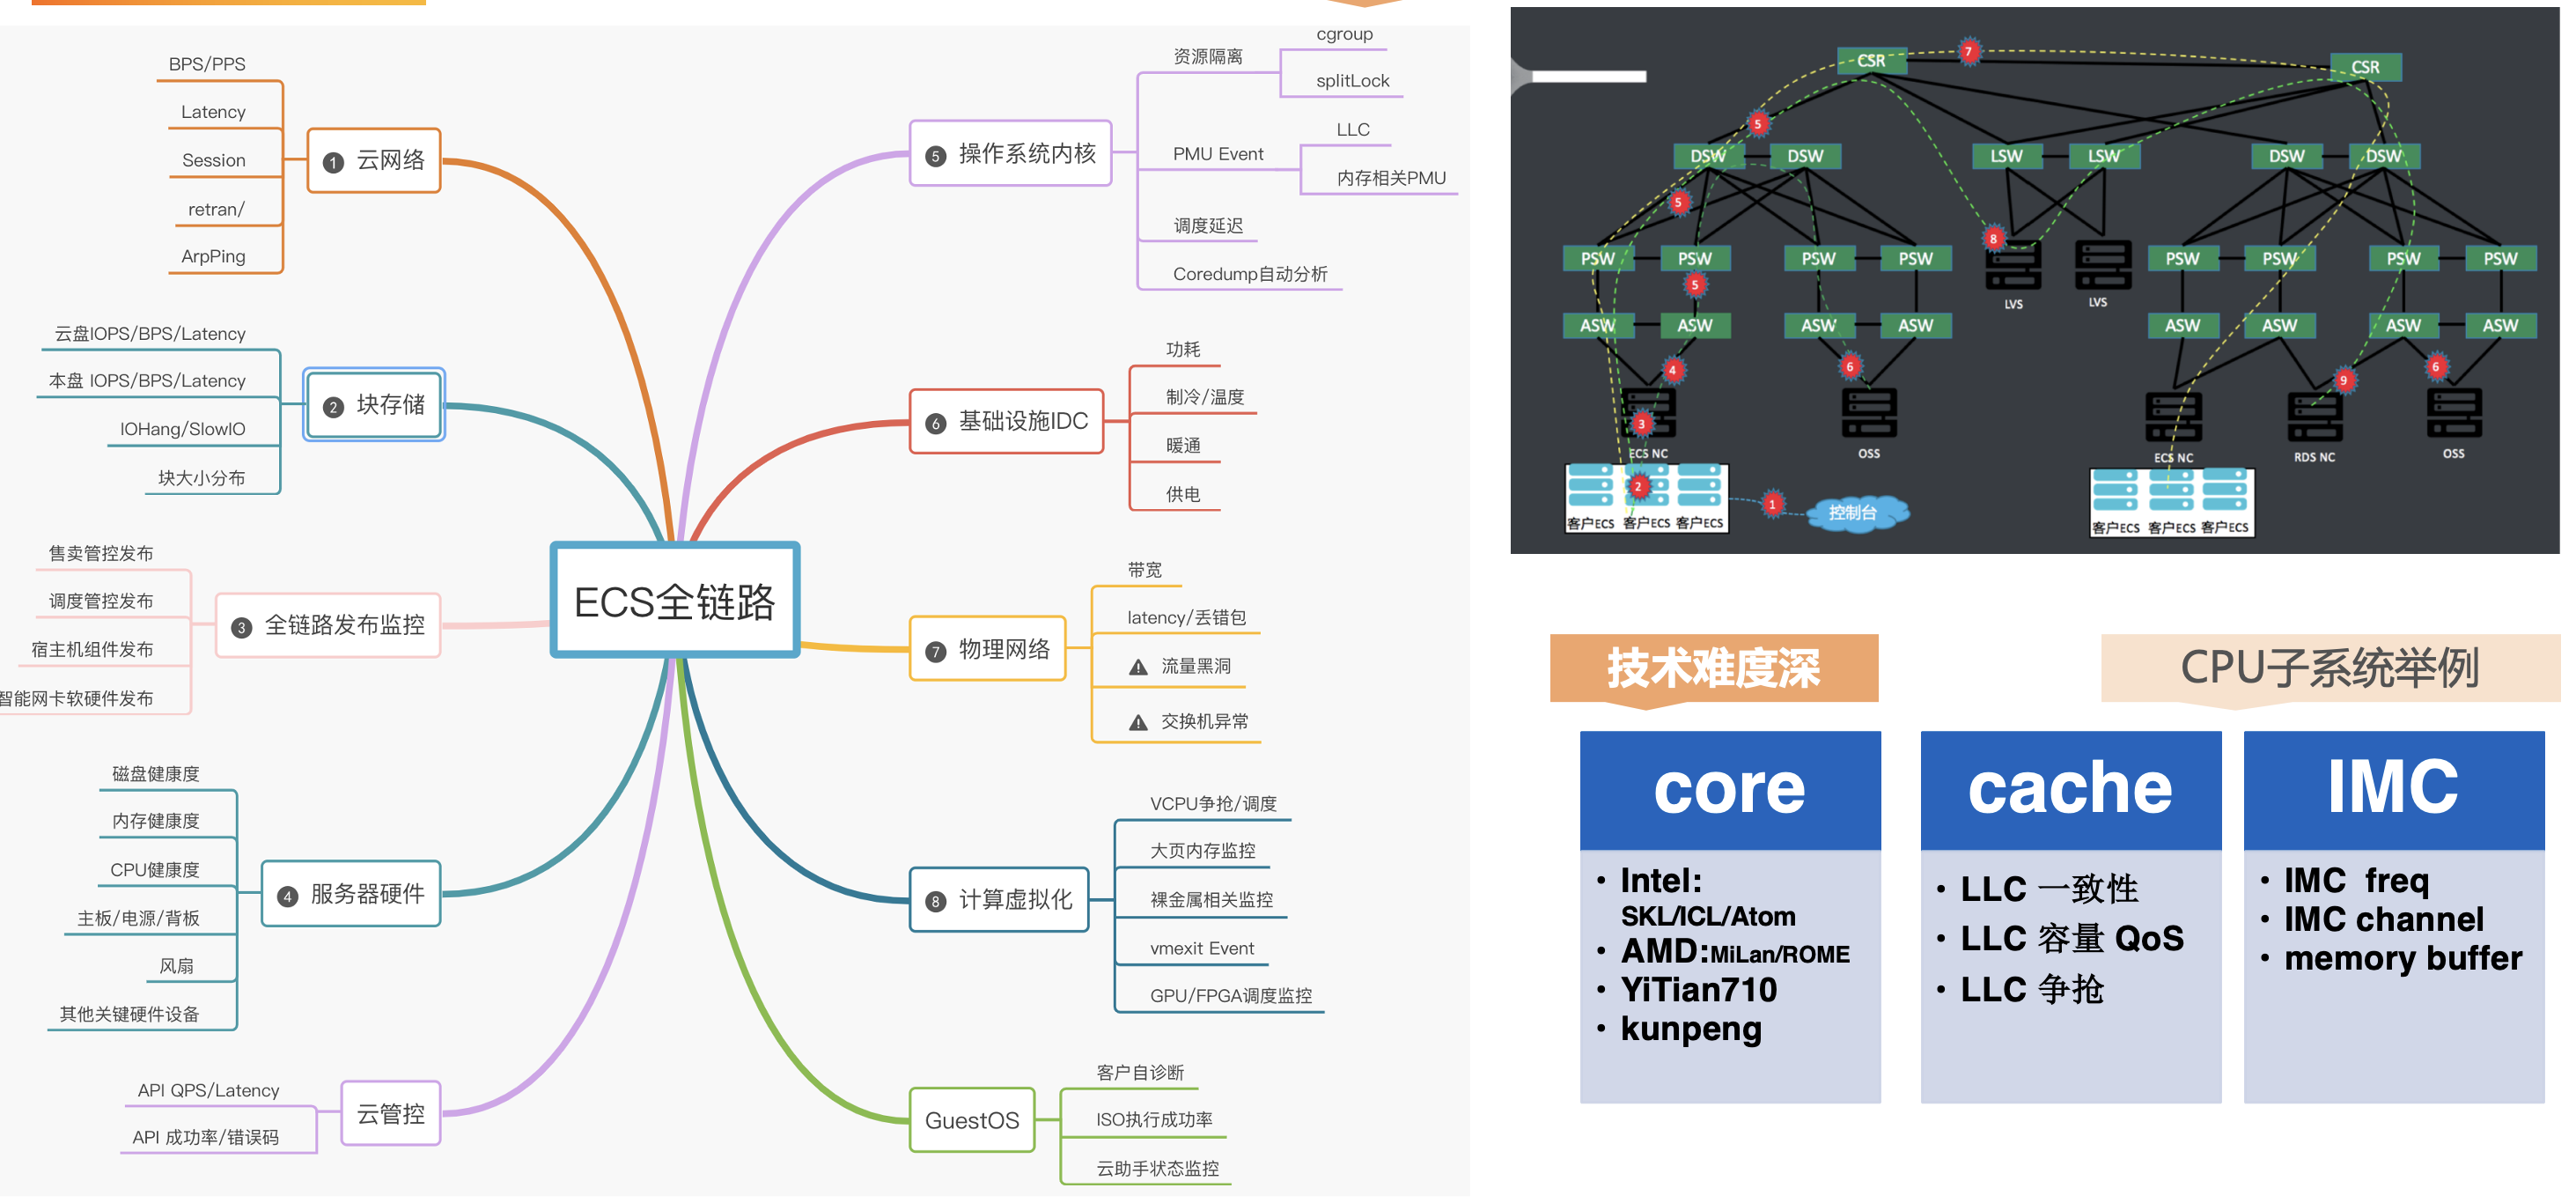 BPS/PPS
Latency
Session
retran/
ArpPing
1 云网络
云盘IOPS/BPS/Latency
本盘 IOPS/BPS/Latency
IOHang/SlowIO
块大小分布
2 块存储
售卖管控发布
调度管控发布
宿主机组件发布
智能网卡软硬件发布
3 全链路发布监控
磁盘健康度
内存健康度
CPU健康度
主板/电源/背板
风扇
其他关键硬件设备
4 服务器硬件
API QPS/Latency
API 成功率/错误码
云管控
ECS全链路
5 操作系统内核
资源隔离
cgroup
splitLock
PMU Event
LLC
内存相关PMU
调度延迟
Coredump自动分析
6 基础设施IDC
功耗
制冷/温度
暖通
供电
7 物理网络
带宽
latency/丢错包
流量黑洞
交换机异常
8 计算虚拟化
VCPU争抢/调度
大页内存监控
裸金属相关监控
vmexit Event
GPU/FPGA调度监控
GuestOS
客户自诊断
ISO执行成功率
云助手状态监控
CSR 7 CSR
5
DSW DSW LSW LSW DSW DSW
5
8
PSW PSW PSW PSW PSW PSW PSW PSW
5
LVS LVS
ASW ASW ASW ASW ASW ASW ASW ASW
4 6 9 6
3
ECS NC OSS ECS NC RDS NC OSS
2 1 控制台
客户ECS 客户ECS 客户ECS
客户ECS 客户ECS 客户ECS
技术难度深
CPU子系统举例
core
• Intel:
SKL/ICL/Atom
• AMD:MiLan/ROME
• YiTian710
• kunpeng
cache
• LLC 一致性
• LLC 容量 QoS
• LLC 争抢
IMC
• IMC freq
• IMC channel
• memory buffer